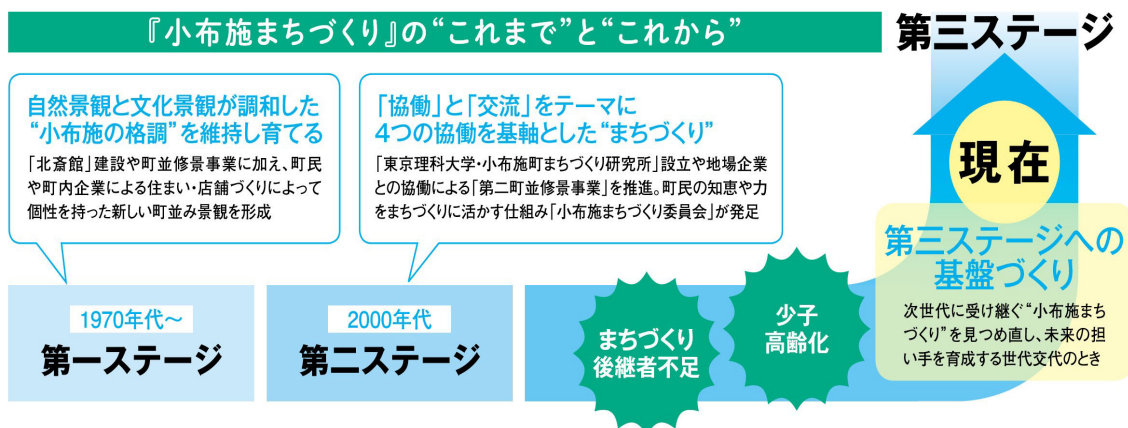 『小布施まちづくり』の“これまで”と“これから”
第三ステージ
自然景観と文化景観が調和した
“小布施の格調”を維持し育てる
「北斎館」建設や町並修景事業に加え、町民
や町内企業による住まい・店舗づくりによって
個性を持った新しい町並み景観を形成
「協働」と「交流」をテーマに
4つの協働を基軸とした“まちづくり”
「東京理科大学・小布施町まちづくり研究所」設立や地場企業
との協働による「第二町並修景事業」を推進。町民の知恵や力
をまちづくりに活かす仕組み「小布施まちづくり委員会」が発足
1970年代～
第一ステージ
2000年代
第二ステージ
まちづくり
後継者不足
少子
高齢化
現在
第三ステージへの
基盤づくり
次世代に受け継ぐ“小布施まち
づくり”を見つめ直し、未来の担
い手を育成する世代交代のとき